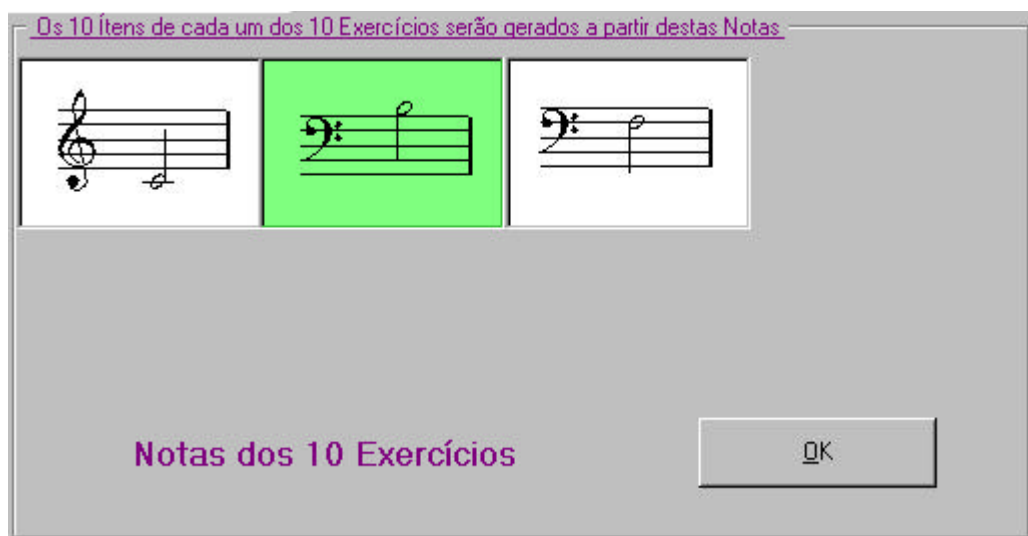 Os 10 Ítens de cada um dos 10 Exercícios serão gerados a partir destas Notas
Notas dos 10 Exercícios
OK